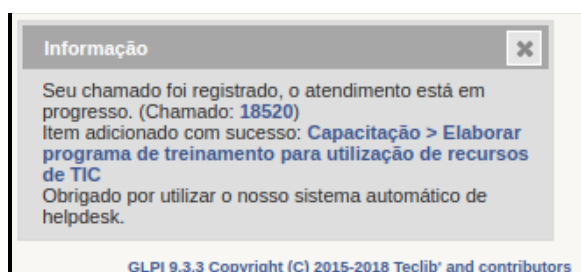 Informação
Seu chamado foi registrado, o atendimento está em
progresso. (Chamado: 18520)
Item adicionado com sucesso: Capacitação > Elaborar
programa de treinamento para utilização de recursos
de TIC
Obrigado por utilizar o nosso sistema automático de
helpdesk.
GLPI 9.3.3 Copyright (C) 2015-2018 Teclib' and contributors